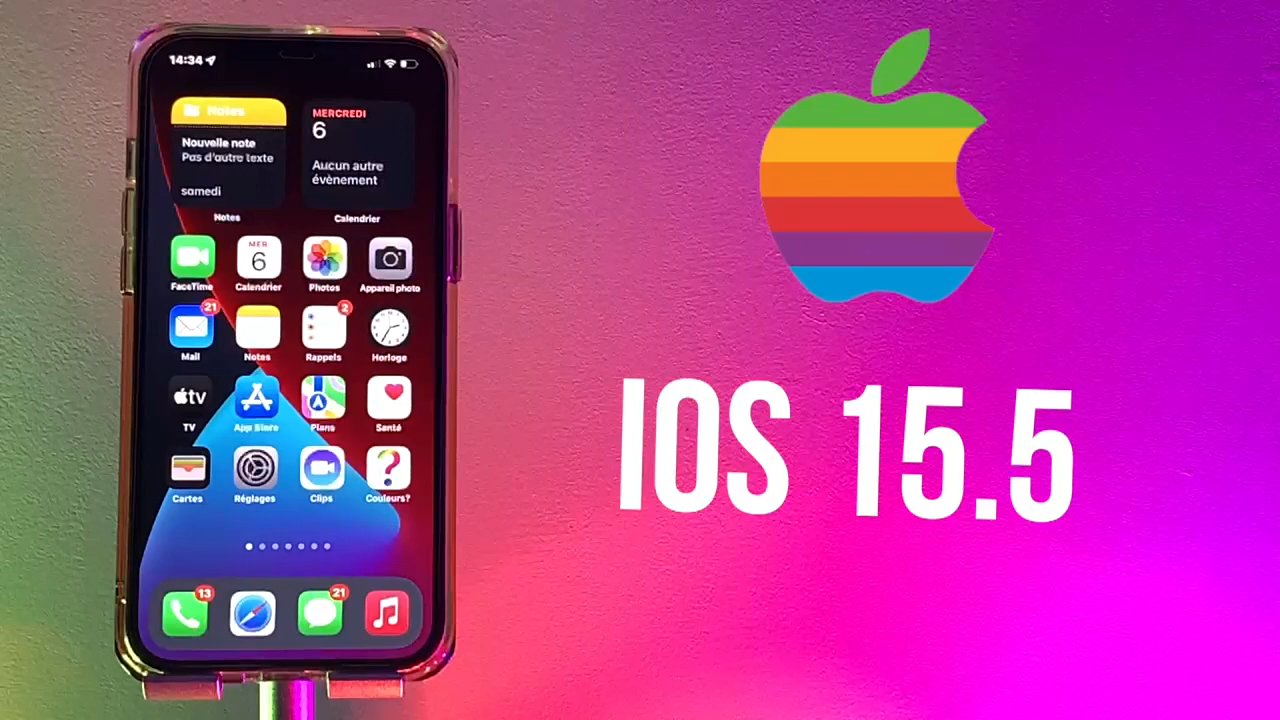 14:34
Notes
Nouvelle note
Pas d'autre texte
samedi
Notes
MERCREDI
6
Aucun autre
évènement
Calendrier
FaceTime
MER
6
Calendrier
Photos
Appareil photo
21
Mail
Notes
2
Rappels
Horloge
tv
TV
App Store
Plans
Santé
Cartes
Réglages
Clips
?
Couleurs?
13
21
IOS 15.5